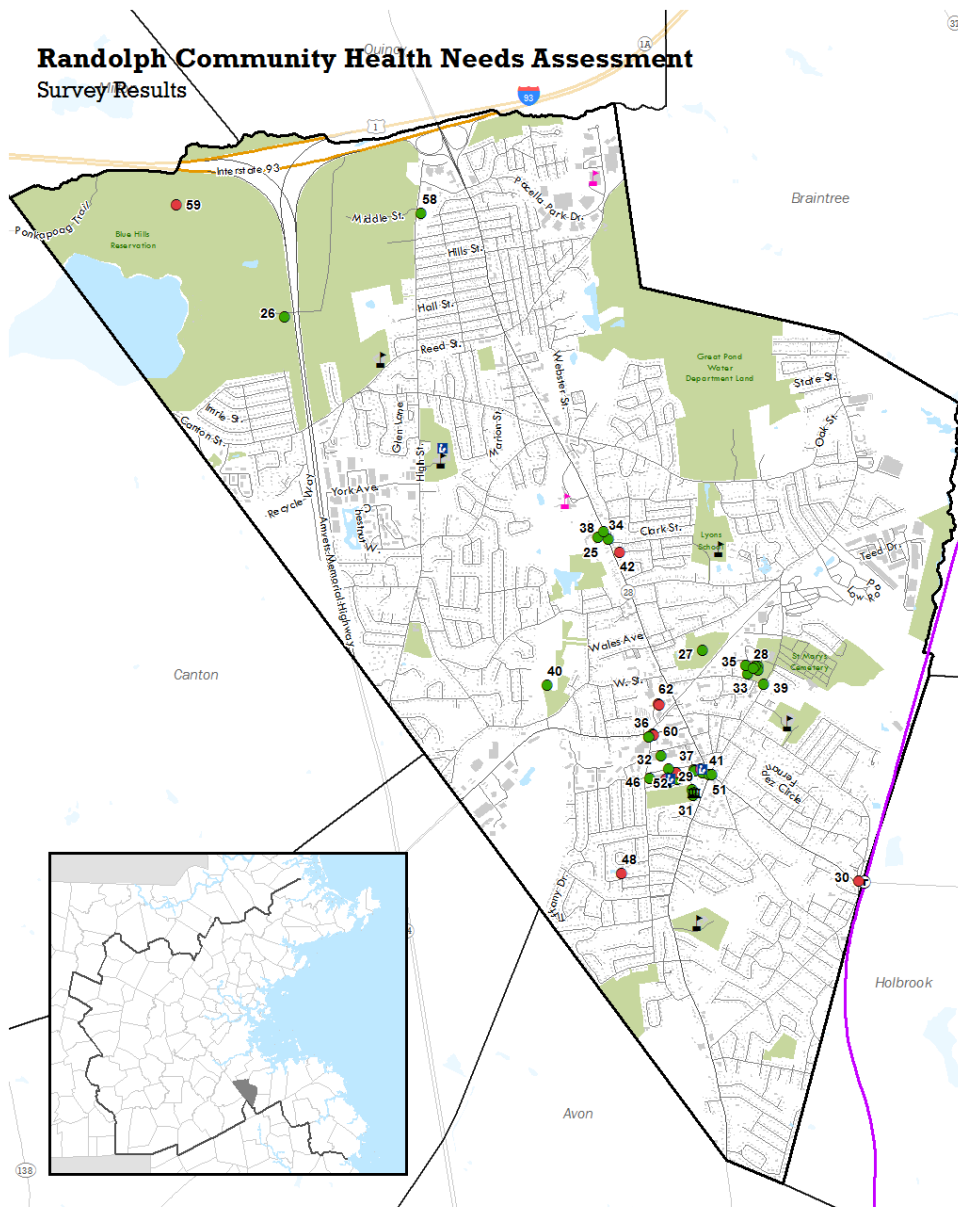 Randolph Community Health Needs Assessment
Survey Results
Quincy
1A
37
93
1
Interstate 93
Braintree
59
58
Middle St.
Pacella Park Dr.
Ponkapoag Trail
Blue Hills
Reservation
Hills St.
26
Hall St.
Reed St.
Webster St.
Great Pond
Water
Department Land
State St.
Oak St.
Imrie St.
Canton St.
Glen Lane
High St.
Marion St.
York Ave.
Recycle Way
Chestnut W.
Amvets Memorial Highway
38
34
Clark St.
25
42
Lyons
School
Teed Dr.
28
Wales Ave.
27
35
28
St Marys
Cemetery
33
39
Canton
40
W. St.
62
36
60
32
37
41
46
52
29
51
31
48
30
T
Holbrook
Avon
138